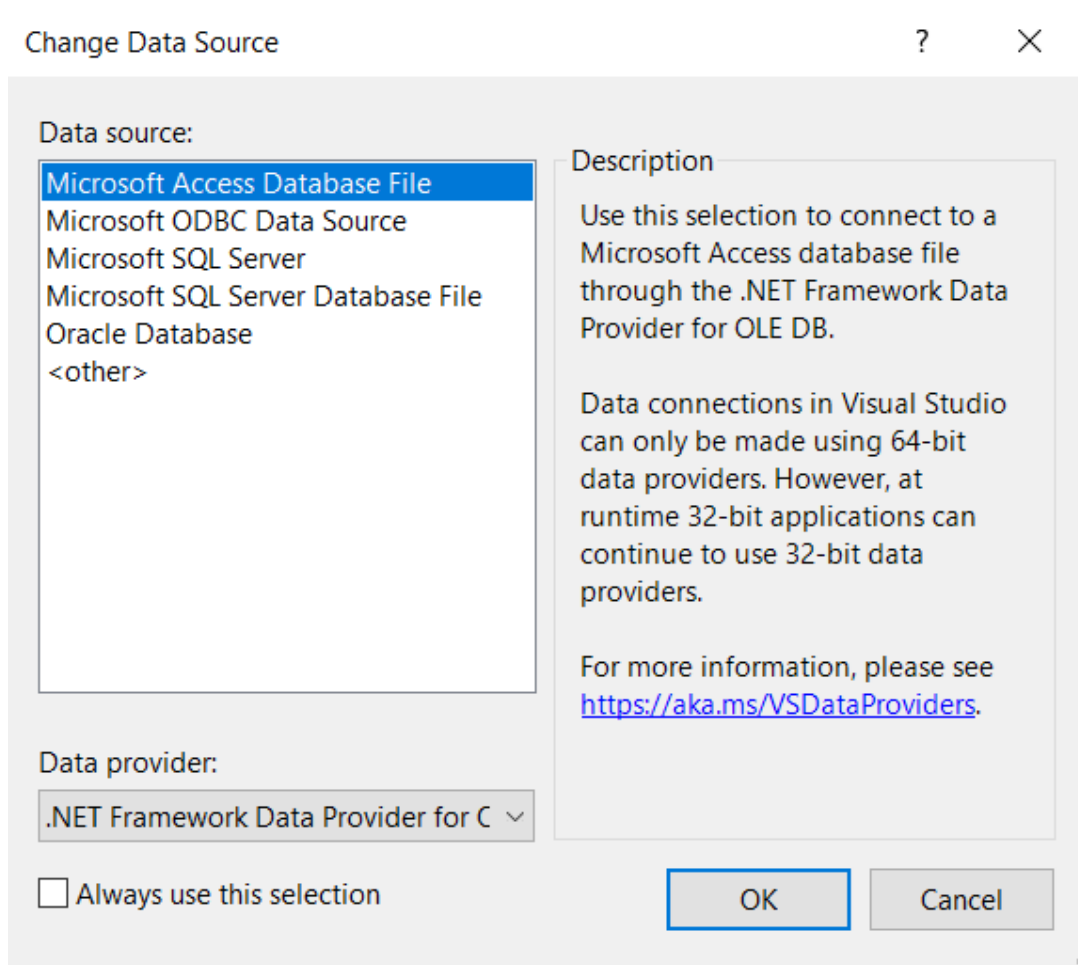 Change Data Source
?
Data source:
Microsoft Access Database File
Microsoft ODBC Data Source
Microsoft SQL Server
Microsoft SQL Server Database File
Oracle Database
<other>
Description
Use this selection to connect to a
Microsoft Access database file
through the .NET Framework Data
Provider for OLE DB.
Data connections in Visual Studio
can only be made using 64-bit
data providers. However, at
runtime 32-bit applications can
continue to use 32-bit data
providers.
For more information, please see
https://aka.ms/VSDataProviders.
Data provider:
.NET Framework Data Provider for C
Always use this selection
OK
Cancel